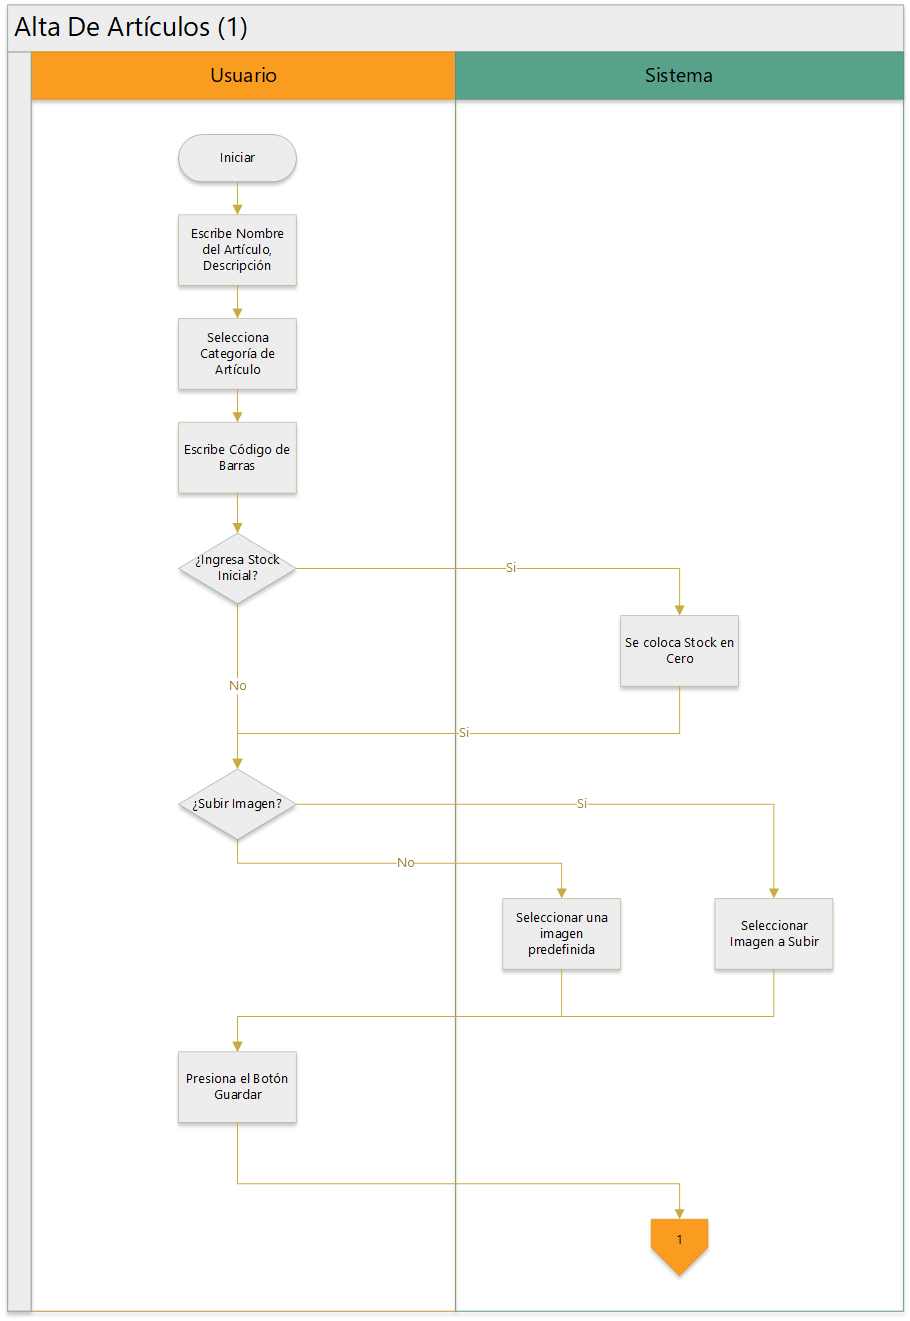 Alta De Artículos (1)
Usuario
Sistema
Iniciar
Escribe Nombre
del Artículo,
Descripción
Selecciona
Categoría de
Artículo
Escribe Código de
Barras
¿Ingresa Stock
Inicial?
Si
Se coloca Stock en
Cero
No
Si
¿Subir Imagen?
Si
No
Seleccionar una
imagen
predefinida
Seleccionar
Imagen a Subir
Presiona el Botón
Guardar
1